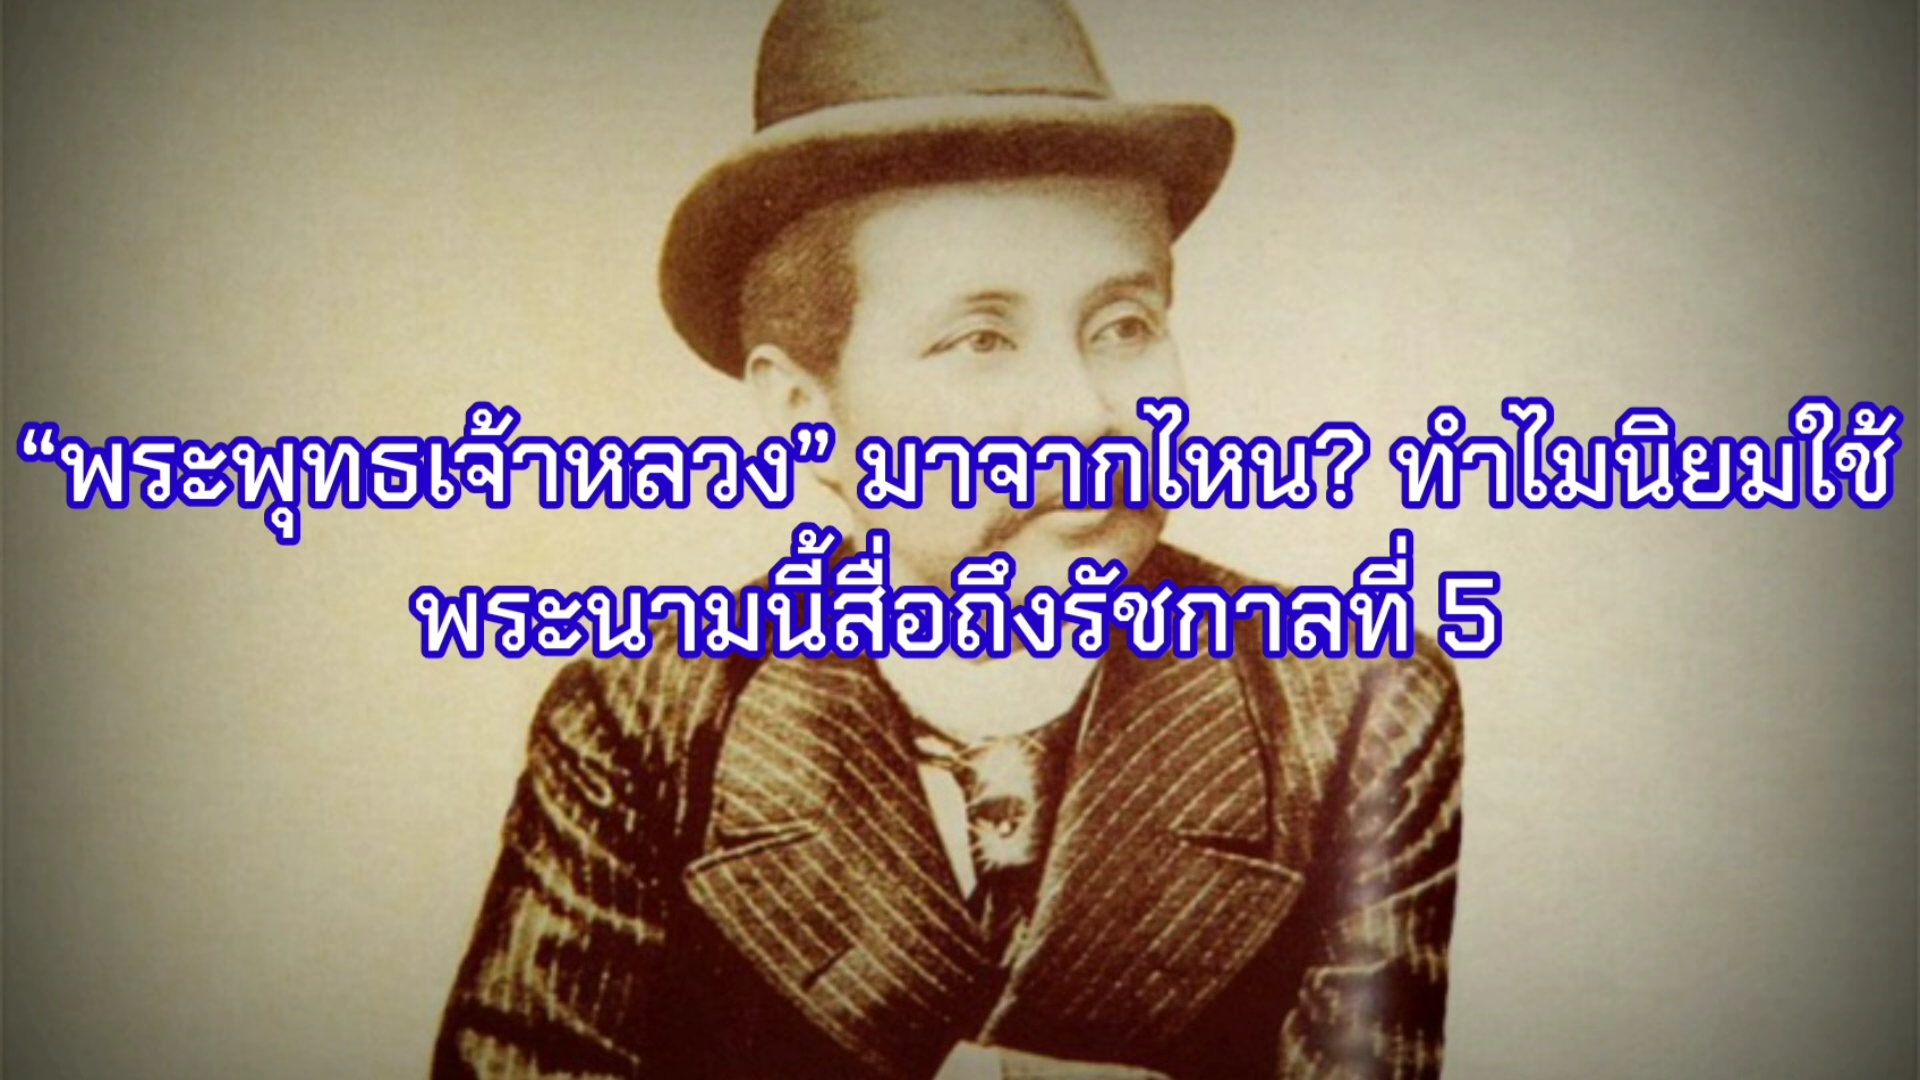 “พระพุทธเจ้าหลวง” มาจากไหน? ทำไมนิยมใช้
พระนามนี้สื่อถึงรัชกาลที่ 5